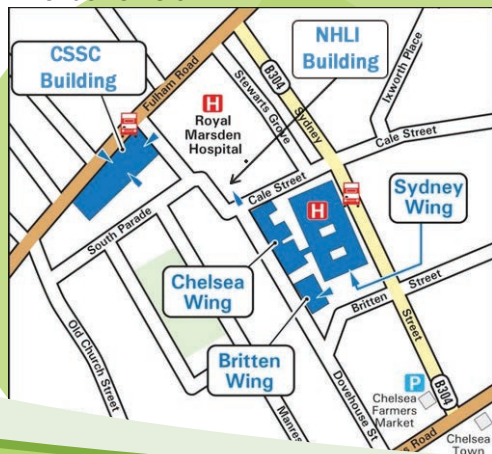 CSSC
Building
NHLI
Building
Fulham Road
Stewarts Grove
B304
Sydney
Ixworth Place
H
Royal
Marsden
Hospital
Cale Street
Cale Street
H
Sydney
Wing
South Parade
Chelsea
Wing
Britten
Street
Britten
Wing
Old Church Street
Dovehouse St
Street
P
Chelsea
Farmers
Market
B304
Road
Chelsea
Town